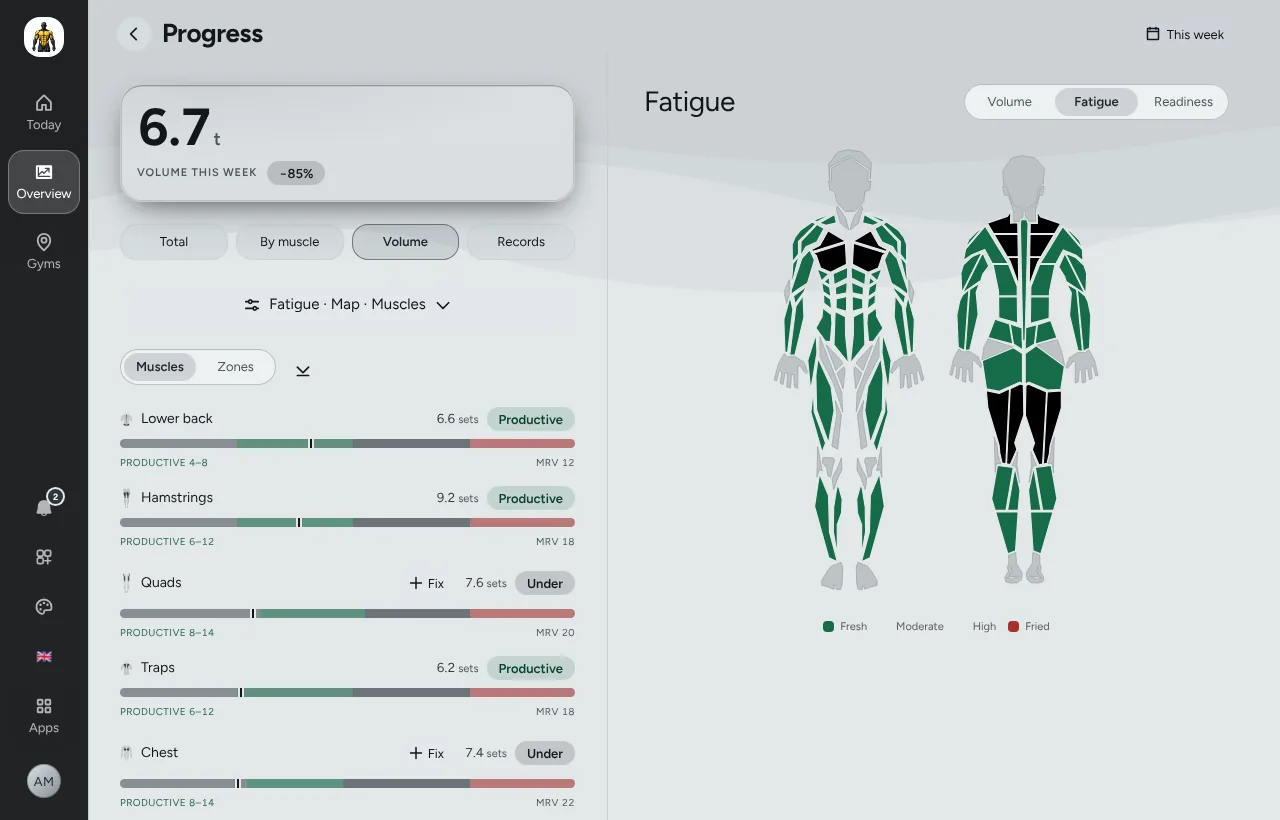 Progress
This week
Today
Overview
Gyms
2
Apps
AM
6.7 t
VOLUME THIS WEEK -85%
Total By muscle Volume Records
Fatigue · Map · Muscles
Muscles Zones
Lower back 6.6 sets Productive
PRODUCTIVE 4–8 MRV 12
Hamstrings 9.2 sets Productive
PRODUCTIVE 6–12 MRV 18
Quads + Fix 7.6 sets Under
PRODUCTIVE 8–14 MRV 20
Traps 6.2 sets Productive
PRODUCTIVE 6–12 MRV 18
Chest + Fix 7.4 sets Under
PRODUCTIVE 8–14 MRV 22
Fatigue
Volume Fatigue Readiness
Fresh Moderate High Fried